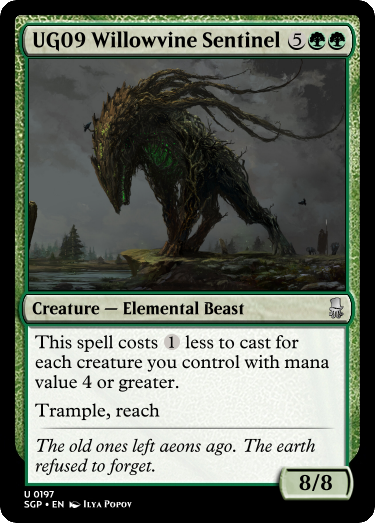 UG09 Willowvine Sentinel 5
Creature — Elemental Beast
This spell costs 1 less to cast for
each creature you control with mana
value 4 or greater.
Trample, reach
The old ones left aeons ago. The earth
refused to forget.
8/8
U 0197
SGP • EN Ilya Popov